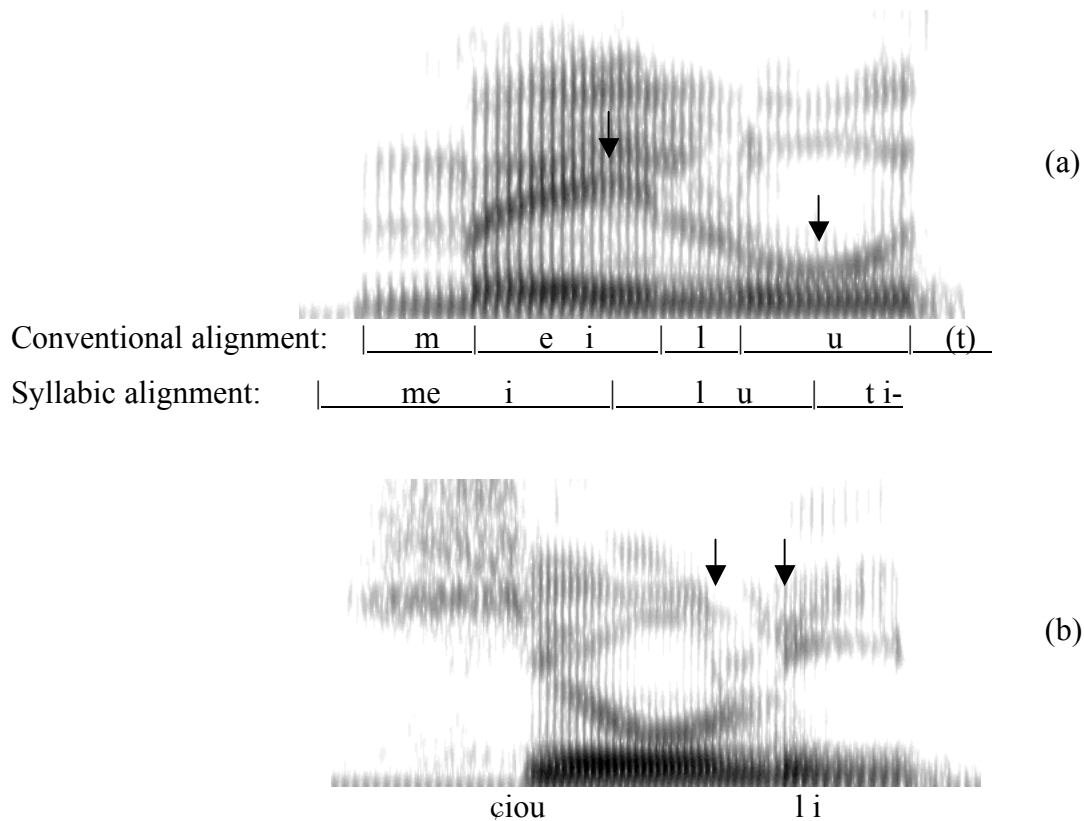 (a)
Conventional alignment: | m | e i | l | u | (t)
Syllabic alignment: | me i | l u | t i-
(b)
ɕiou l i